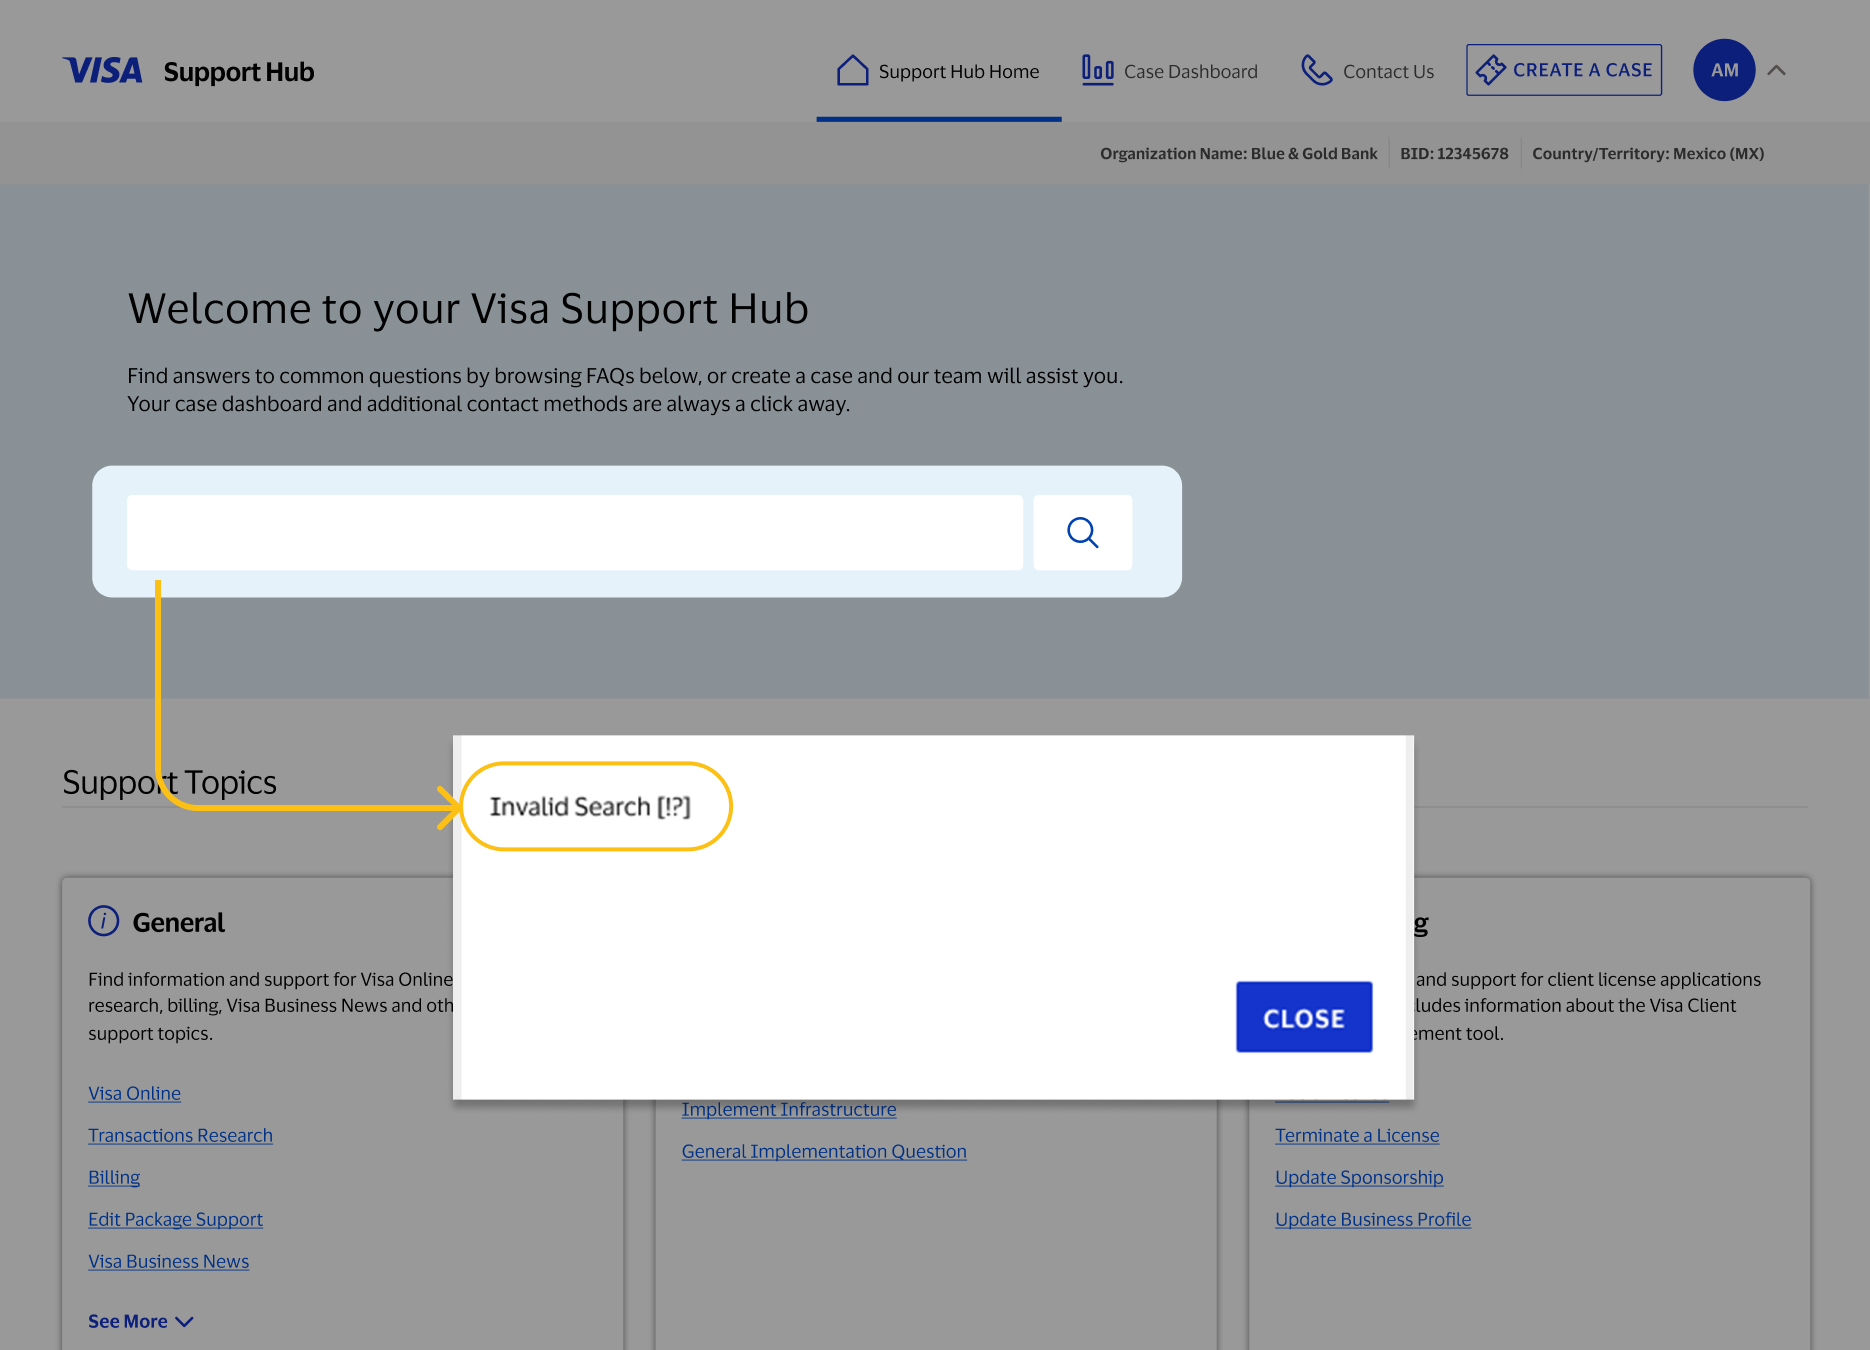 VISA Support Hub
Support Hub Home
Case Dashboard
Contact Us
CREATE A CASE
AM
Organization Name: Blue & Gold Bank
BID: 12345678
Country/Territory: Mexico (MX)
Welcome to your Visa Support Hub
Find answers to common questions by browsing FAQs below, or create a case and our team will assist you.
Your case dashboard and additional contact methods are always a click away.
Support Topics
Invalid Search [!?]
CLOSE
i General
Find information and support for Visa Online
research, billing, Visa Business News and oth
support topics.
Visa Online
Transactions Research
Billing
Edit Package Support
Visa Business News
See More
Implement Infrastructure
General Implementation Question
g
and support for client license applications
ludes information about the Visa Client
ement tool.
Terminate a License
Update Sponsorship
Update Business Profile